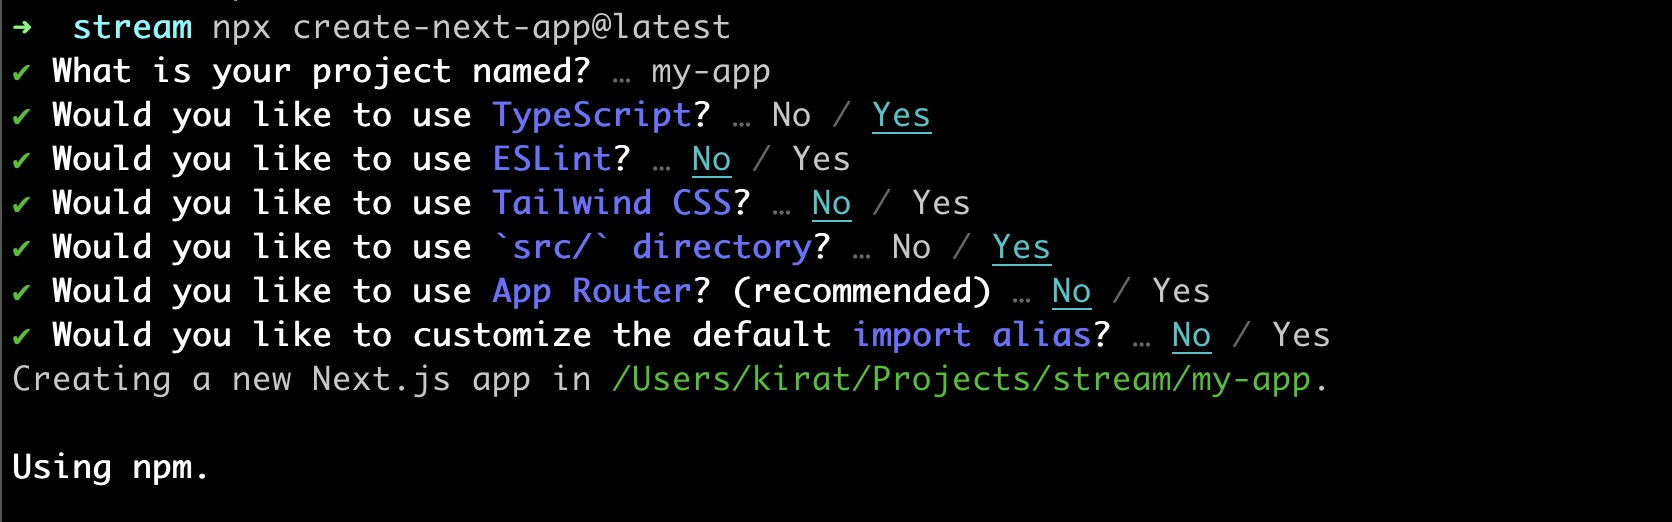 ➜  stream npx create-next-app@latest
✔ What is your project named? … my-app
✔ Would you like to use TypeScript? … No / Yes
✔ Would you like to use ESLint? … No / Yes
✔ Would you like to use Tailwind CSS? … No / Yes
✔ Would you like to use `src/` directory? … No / Yes
✔ Would you like to use App Router? (recommended) … No / Yes
✔ Would you like to customize the default import alias? … No / Yes
Creating a new Next.js app in /Users/kirat/Projects/stream/my-app.
Using npm.